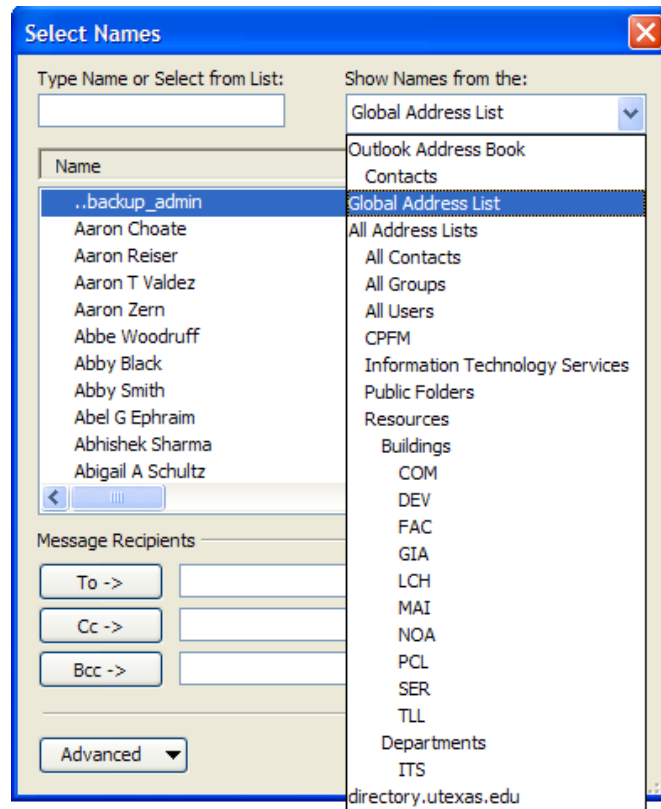 Select Names
Type Name or Select from List:
Show Names from the:
Global Address List
Name
..backup_admin
Aaron Choate
Aaron Reiser
Aaron T Valdez
Aaron Zern
Abbe Woodruff
Abby Black
Abby Smith
Abel G Ephraim
Abhishek Sharma
Abigail A Schultz
Outlook Address Book
Contacts
Global Address List
All Address Lists
All Contacts
All Groups
All Users
CPFM
Information Technology Services
Public Folders
Resources
Buildings
COM
DEV
FAC
GIA
LCH
MAI
NOA
PCL
SER
TLL
Departments
ITS
directory.utexas.edu
Message Recipients
To ->
Cc ->
Bcc ->
Advanced